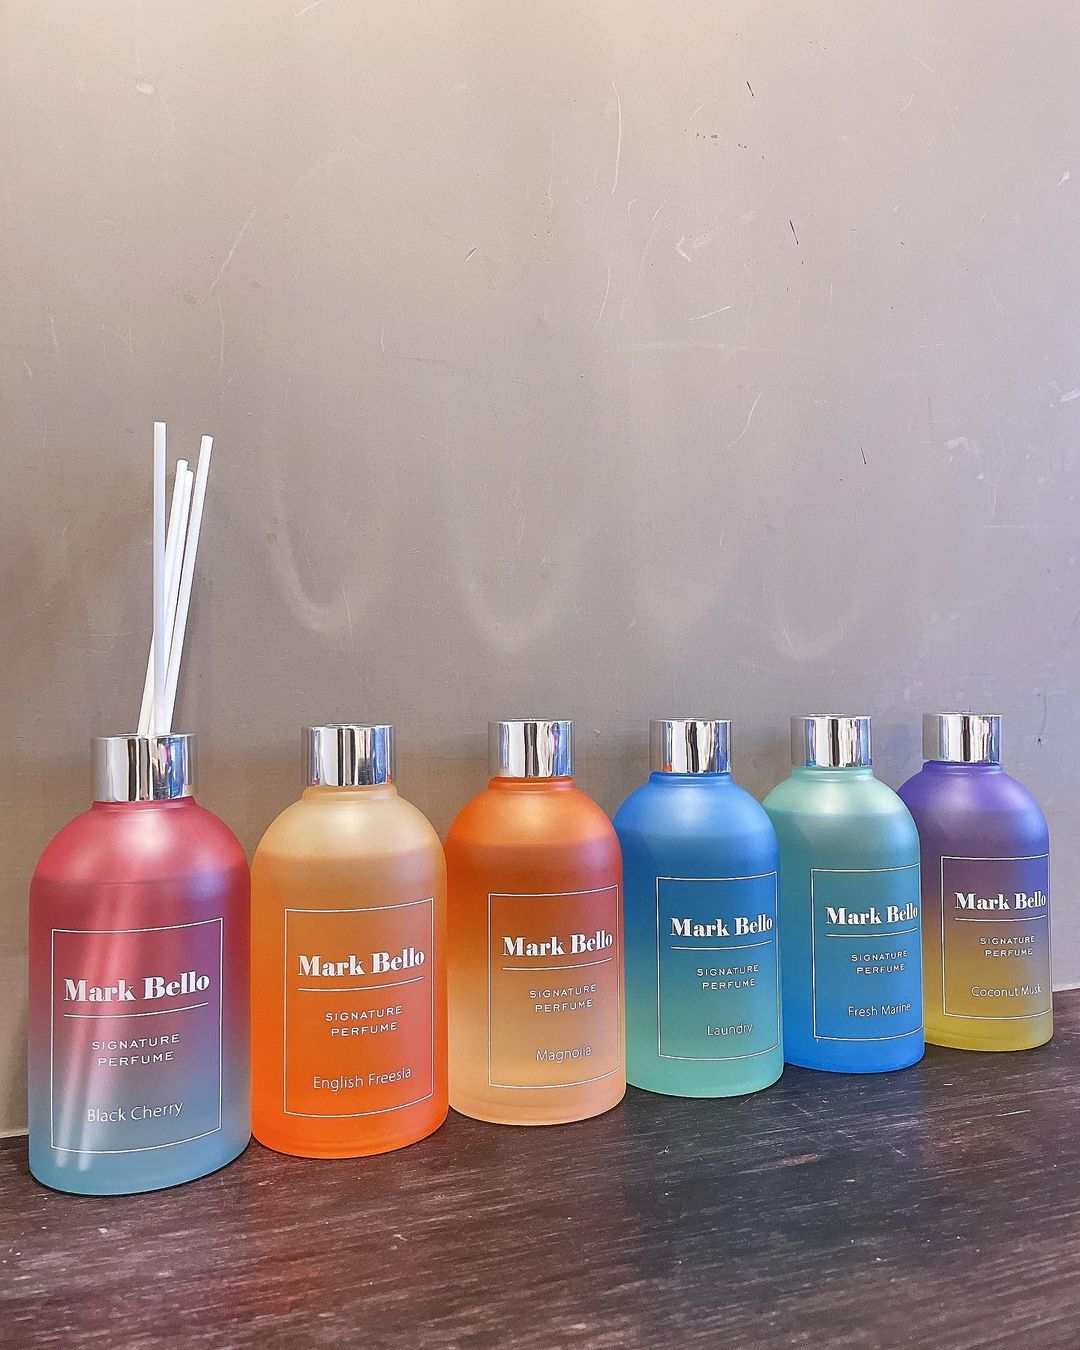 Mark Bello
SIGNATURE
PERFUME
Black Cherry
Mark Bello
SIGNATURE
PERFUME
English Freesia
Mark Bello
SIGNATURE
PERFUME
Magnolia
Mark Bello
SIGNATURE
PERFUME
Laundry
Mark Bello
SIGNATURE
PERFUME
Fresh Marine
Mark Bello
SIGNATURE
PERFUME
Coconut Musk